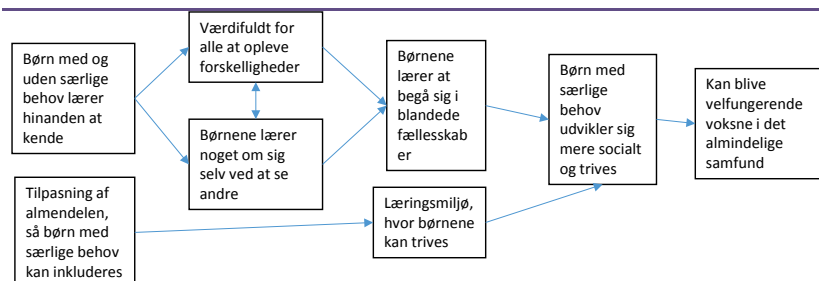 Børn med og
uden særlige
behov lærer
hinanden at
kende
Værdifuldt for
alle at opleve
forskelligheder
Børnene lærer
noget om sig
selv ved at se
andre
Børnene
lærer at
begå sig i
blandede
fællesskab
er
Børn med
særlige
behov
udvikler sig
mere socialt
og trives
Kan blive
velfungerende
voksne i det
almindelige
samfund
Tilpasning af
almendelen,
så børn med
særlige behov
kan inkluderes
Læringsmiljø,
hvor børnene
kan trives